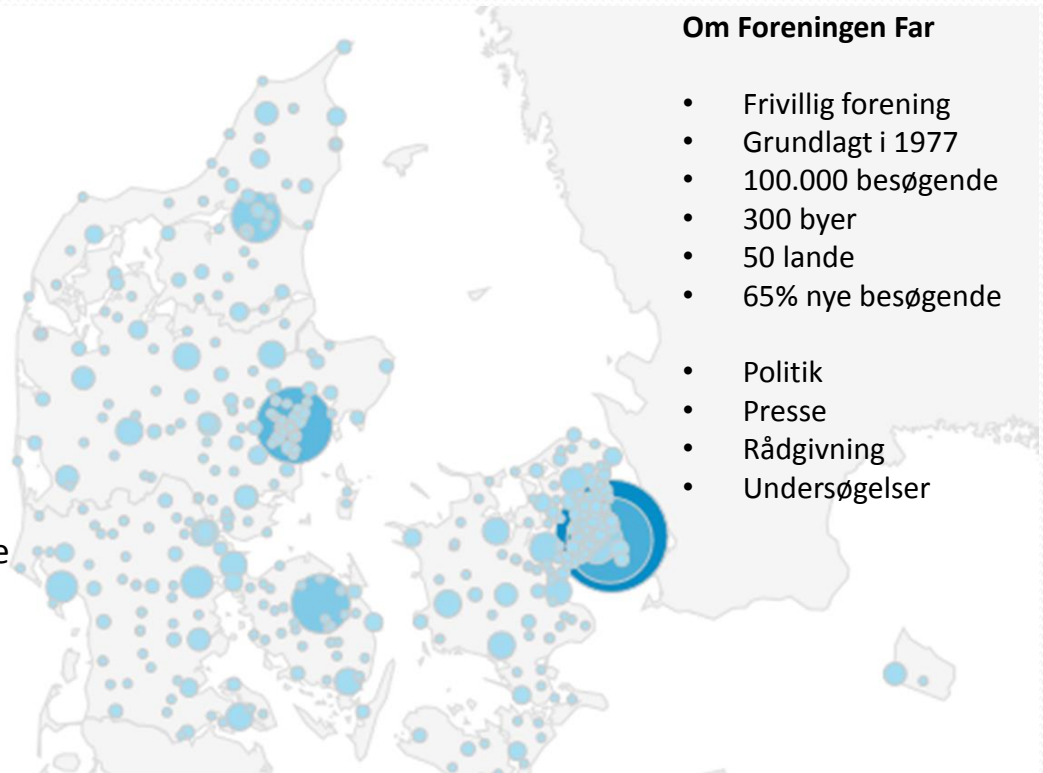 Om Foreningen Far
• Frivillig forening
• Grundlagt i 1977
• 100.000 besøgende
• 300 byer
• 50 lande
• 65% nye besøgende
• Politik
• Presse
• Rådgivning
• Undersøgelser
e